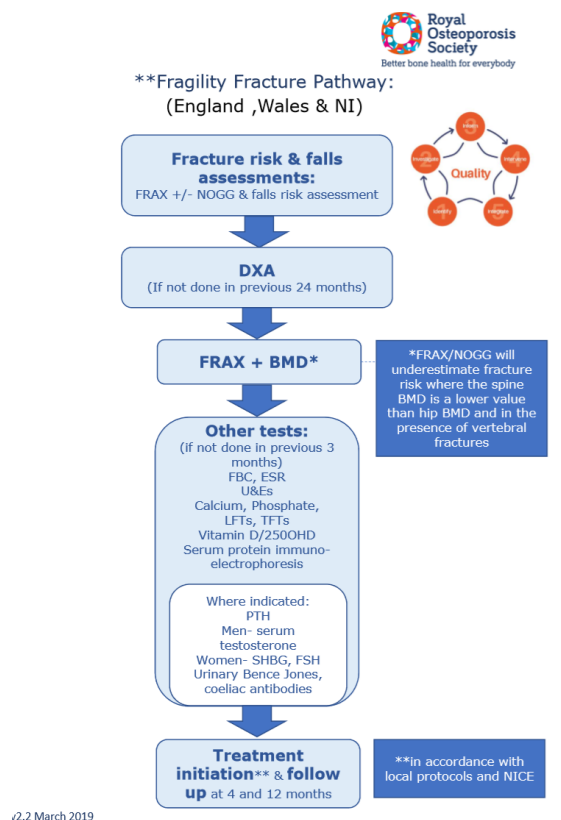 Royal
Osteoporosis
Society
Better bone health for everybody
**Fragility Fracture Pathway:
(England ,Wales & NI)
Fracture risk & falls
assessments:
FRAX +/- NOGG & falls risk assessment
Quality
DXA
(If not done in previous 24 months)
FRAX + BMD*
*FRAX/NOGG will
underestimate fracture
risk where the spine
BMD is a lower value
than hip BMD and in the
presence of vertebral
fractures
Other tests:
(if not done in previous 3
months)
FBC, ESR
U&Es
Calcium, Phosphate,
LFTs, TFTs
Vitamin D/25OOHD
Serum protein immuno-
electrophoresis
Where indicated:
PTH
Men- serum
testosterone
Women- SHBG, FSH
Urinary Bence Jones,
coeliac antibodies
Treatment
initiation** & follow
up at 4 and 12 months
**in accordance with
local protocols and NICE
v2.2 March 2019